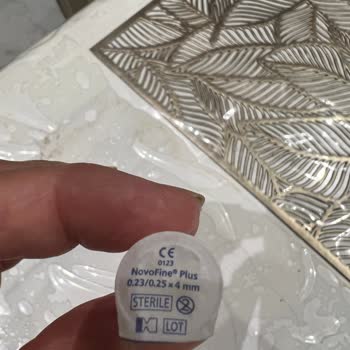 CE
0123
NovoFine® Plus
0.23/0.25 x 4 mm
STERILE
LOT